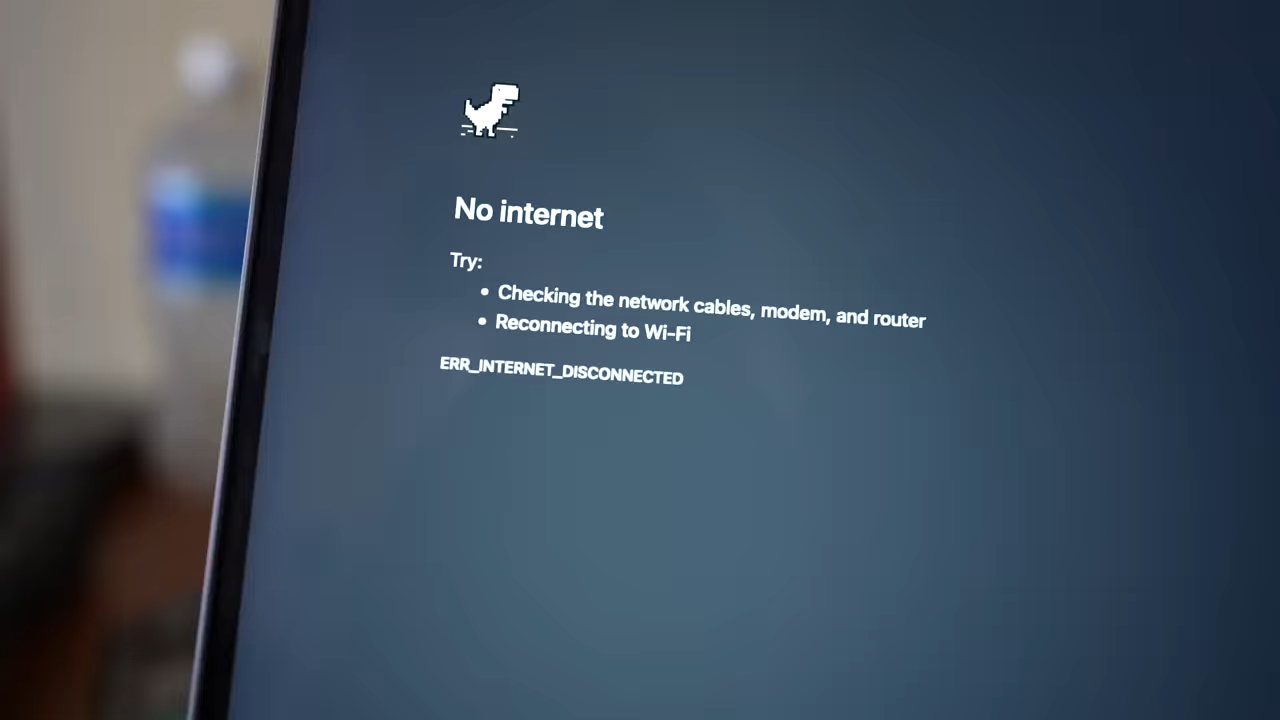 No internet
Try:
• Checking the network cables, modem, and router
• Reconnecting to Wi-Fi
ERR_INTERNET_DISCONNECTED